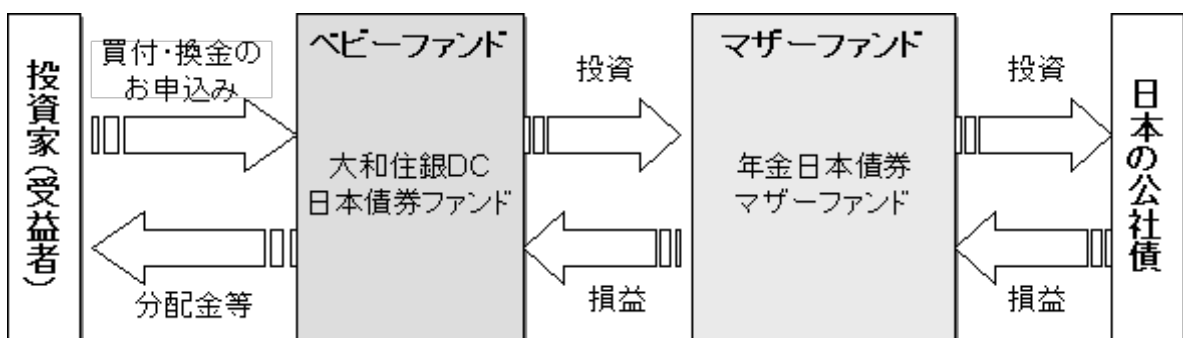 投資家(受益者)
買付・換金の
お申込み
分配金等
ベビーファンド
大和住銀DC
日本債券ファンド
投資
損益
マザーファンド
年金日本債券
マザーファンド
投資
損益
日本の公社債